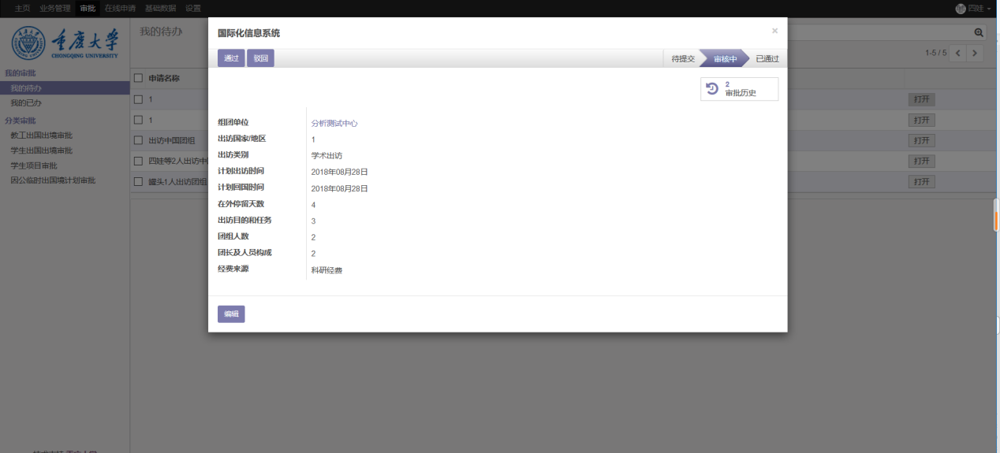 主页 业务管理 审批 在线申请 基础数据 设置
四娃
重庆大学
CHONGQING UNIVERSITY
我的审批
我的待办
我的已办
分类审批
教工出国出境审批
学生出国出境审批
学生项目审批
因公临时出国境计划审批
我的待办
1-5 / 5
申请名称
1 打开
1 打开
出访中国团组 打开
四娃等2人出访中 打开
罐头1人出访团组 打开
国际化信息系统 ×
通过 驳回 待提交 审核中 已通过
2
审批历史
组团单位 分析测试中心
出访国家/地区 1
出访类别 学术出访
计划出访时间 2018年08月28日
计划回国时间 2018年08月28日
在外停留天数 4
出访目的和任务 3
团组人数 2
团长及人员构成 2
经费来源 科研经费
编辑